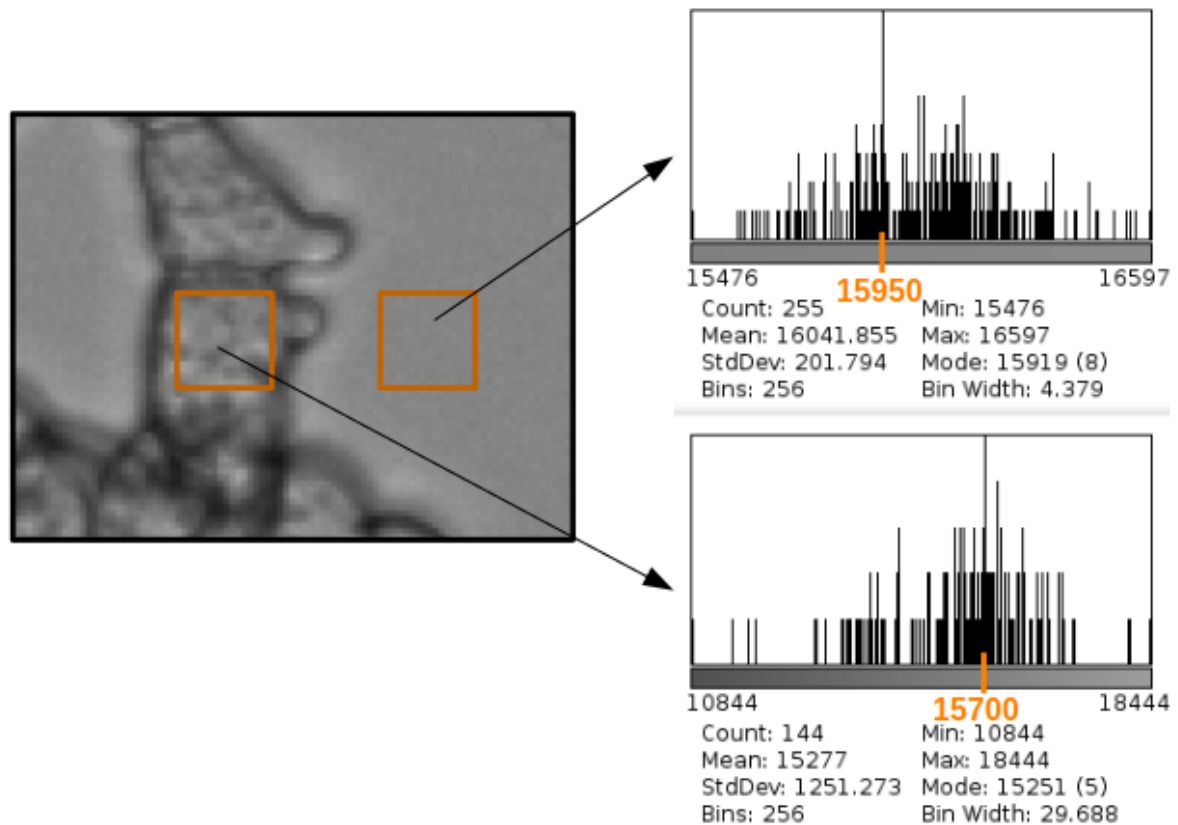 15476 16597
15950
Count: 255 Min: 15476
Mean: 16041.855 Max: 16597
StdDev: 201.794 Mode: 15919 (8)
Bins: 256 Bin Width: 4.379
10844 18444
15700
Count: 144 Min: 10844
Mean: 15277 Max: 18444
StdDev: 1251.273 Mode: 15251 (5)
Bins: 256 Bin Width: 29.688